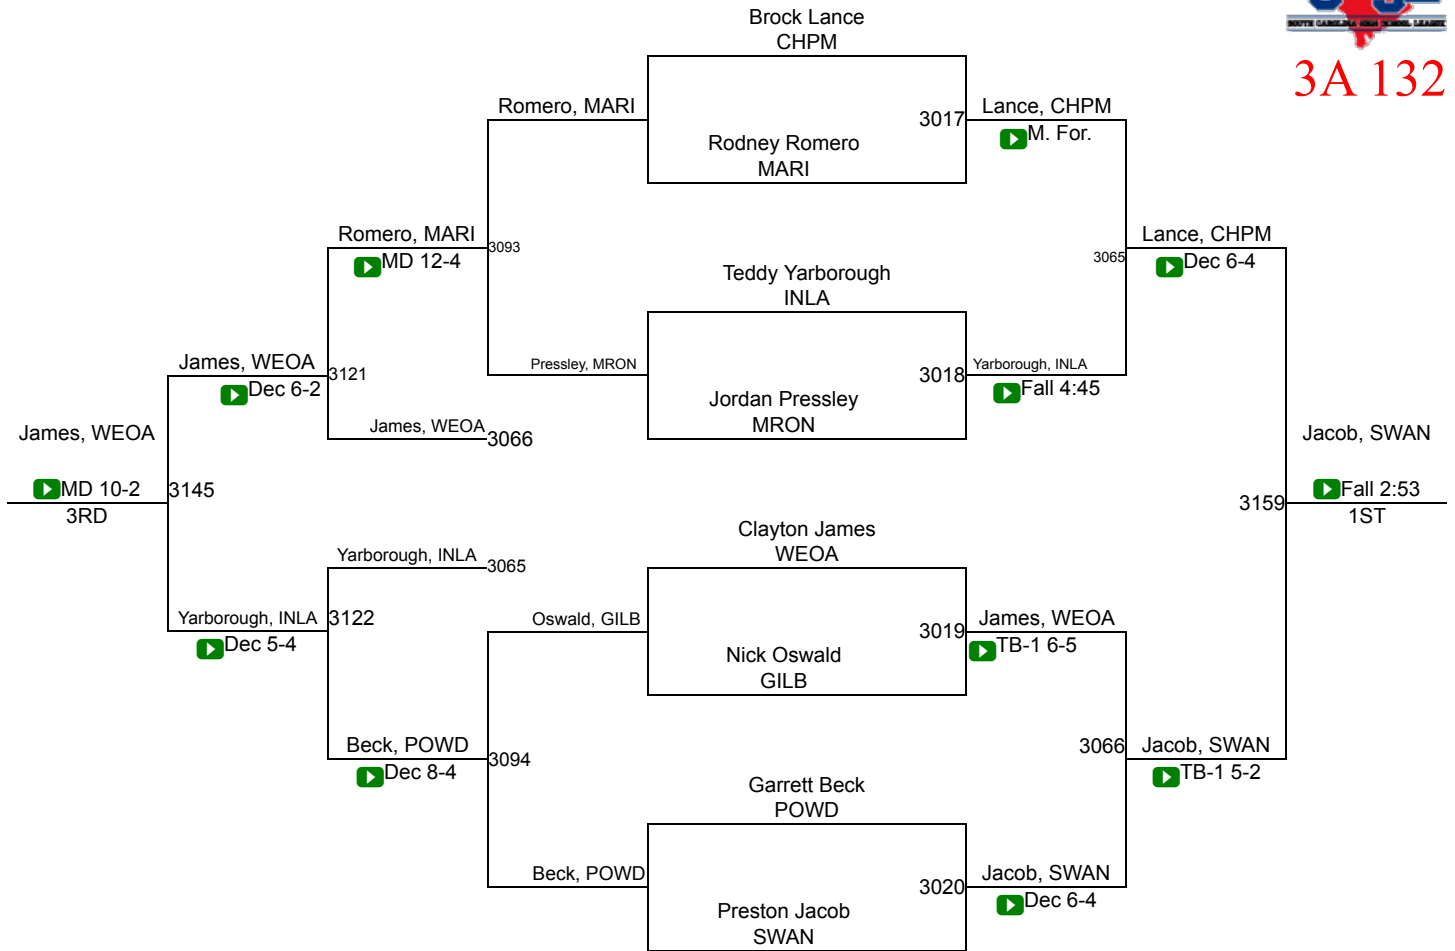 Brock Lance
CHPM
SOUTH CAROLINA HIGH SCHOOL LEAGUE
3A 132
Romero, MARI
3017
Lance, CHPM
M. For.
Rodney Romero
MARI
Romero, MARI
3093
MD 12-4
Lance, CHPM
3065
Dec 6-4
Teddy Yarborough
INLA
James, WEOA
3121
Dec 6-2
Pressley, MRON
3018
Yarborough, INLA
Fall 4:45
Jordan Pressley
MRON
James, WEOA
James, WEOA
3066
Jacob, SWAN
MD 10-2
3145
3RD
3159
Fall 2:53
1ST
Clayton James
WEOA
Yarborough, INLA
3065
Yarborough, INLA
3122
Dec 5-4
Oswald, GILB
3019
James, WEOA
TB-1 6-5
Nick Oswald
GILB
Beck, POWD
3094
Dec 8-4
3066
Jacob, SWAN
TB-1 5-2
Garrett Beck
POWD
Beck, POWD
3020
Jacob, SWAN
Dec 6-4
Preston Jacob
SWAN